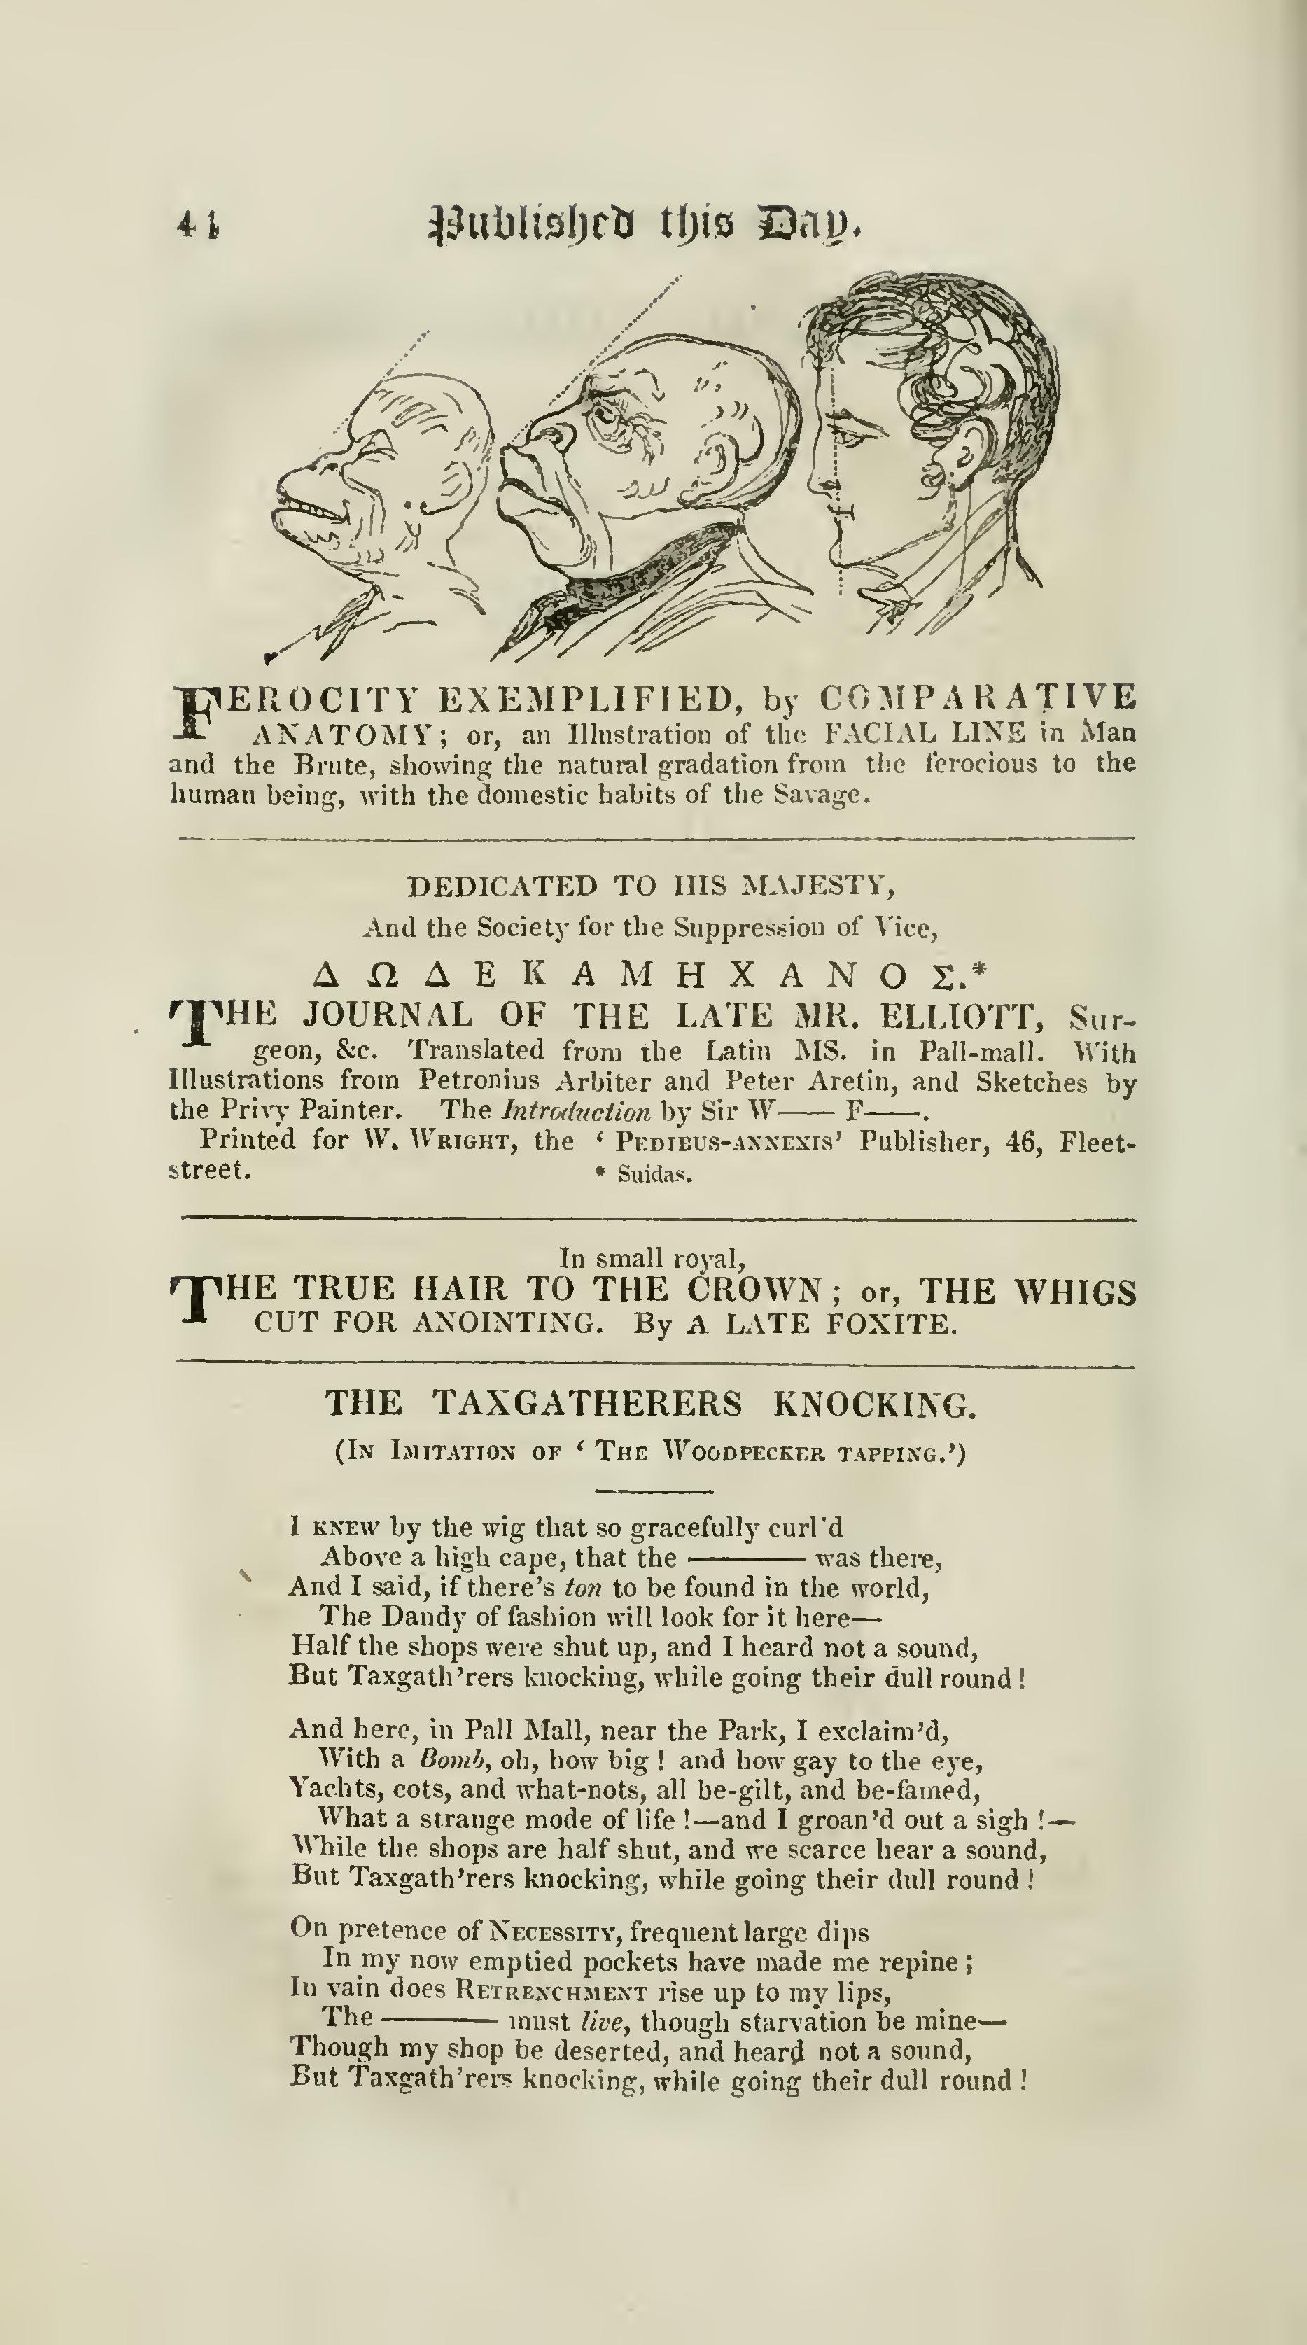 44
Published this Day.
FEROCITY EXEMPLIFIED, by COMPARATIVE
ANATOMY; or, an Illustration of the FACIAL LINE in Man
and the Brute, showing the natural gradation from the ferocious to the
human being, with the domestic habits of the Savage.
DEDICATED TO HIS MAJESTY,
And the Society for the Suppression of Vice,
ΔΩΔΕΚΑΜΗΧΑΝΟΣ.*
THE JOURNAL OF THE LATE MR. ELLIOTT, Sur-
geon, &c. Translated from the Latin MS. in Pall-mall. With
Illustrations from Petronius Arbiter and Peter Aretin, and Sketches by
the Privy Painter. The Introduction by Sir W—— F——.
Printed for W. WRIGHT, the ‘ PEDIBUS-ANNEXIS’ Publisher, 46, Fleet-
street.
* Suidas.
In small royal,
THE TRUE HAIR TO THE CROWN; or, THE WHIGS
CUT FOR ANOINTING. By A LATE FOXITE.
THE TAXGATHERERS KNOCKING.
(IN IMITATION OF ‘ THE WOODPECKER TAPPING.’)
I KNEW by the wig that so gracefully curl'd
Above a high cape, that the ———— was there,
And I said, if there's ton to be found in the world,
The Dandy of fashion will look for it here—
Half the shops were shut up, and I heard not a sound,
But Taxgath'rers knocking, while going their dull round!
And here, in Pall Mall, near the Park, I exclaim'd,
With a Bomb, oh, how big! and how gay to the eye,
Yachts, cots, and what-nots, all be-gilt, and be-famed,
What a strange mode of life!—and I groan'd out a sigh!—
While the shops are half shut, and we scarce hear a sound,
But Taxgath'rers knocking, while going their dull round!
On pretence of NECESSITY, frequent large dips
In my now emptied pockets have made me repine;
In vain does RETRENCHMENT rise up to my lips,
The ———— must live, though starvation be mine—
Though my shop be deserted, and heard not a sound,
But Taxgath'rers knocking, while going their dull round!